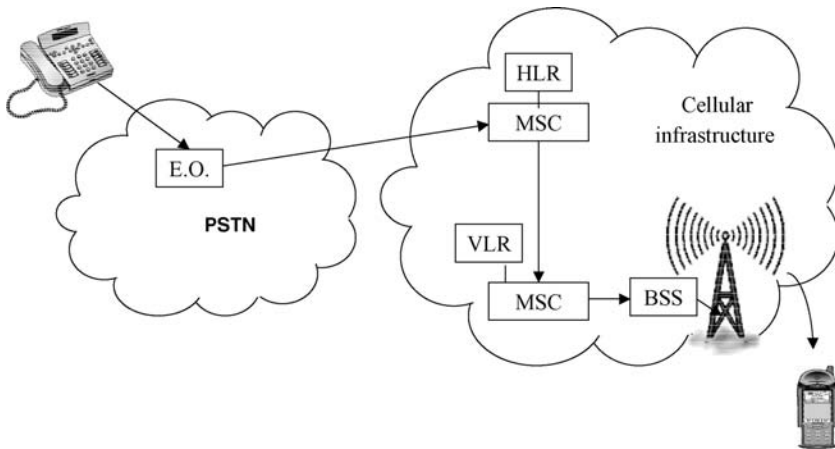 HLR
Cellular
infrastructure
MSC
E.O.
PSTN
VLR
MSC
BSS